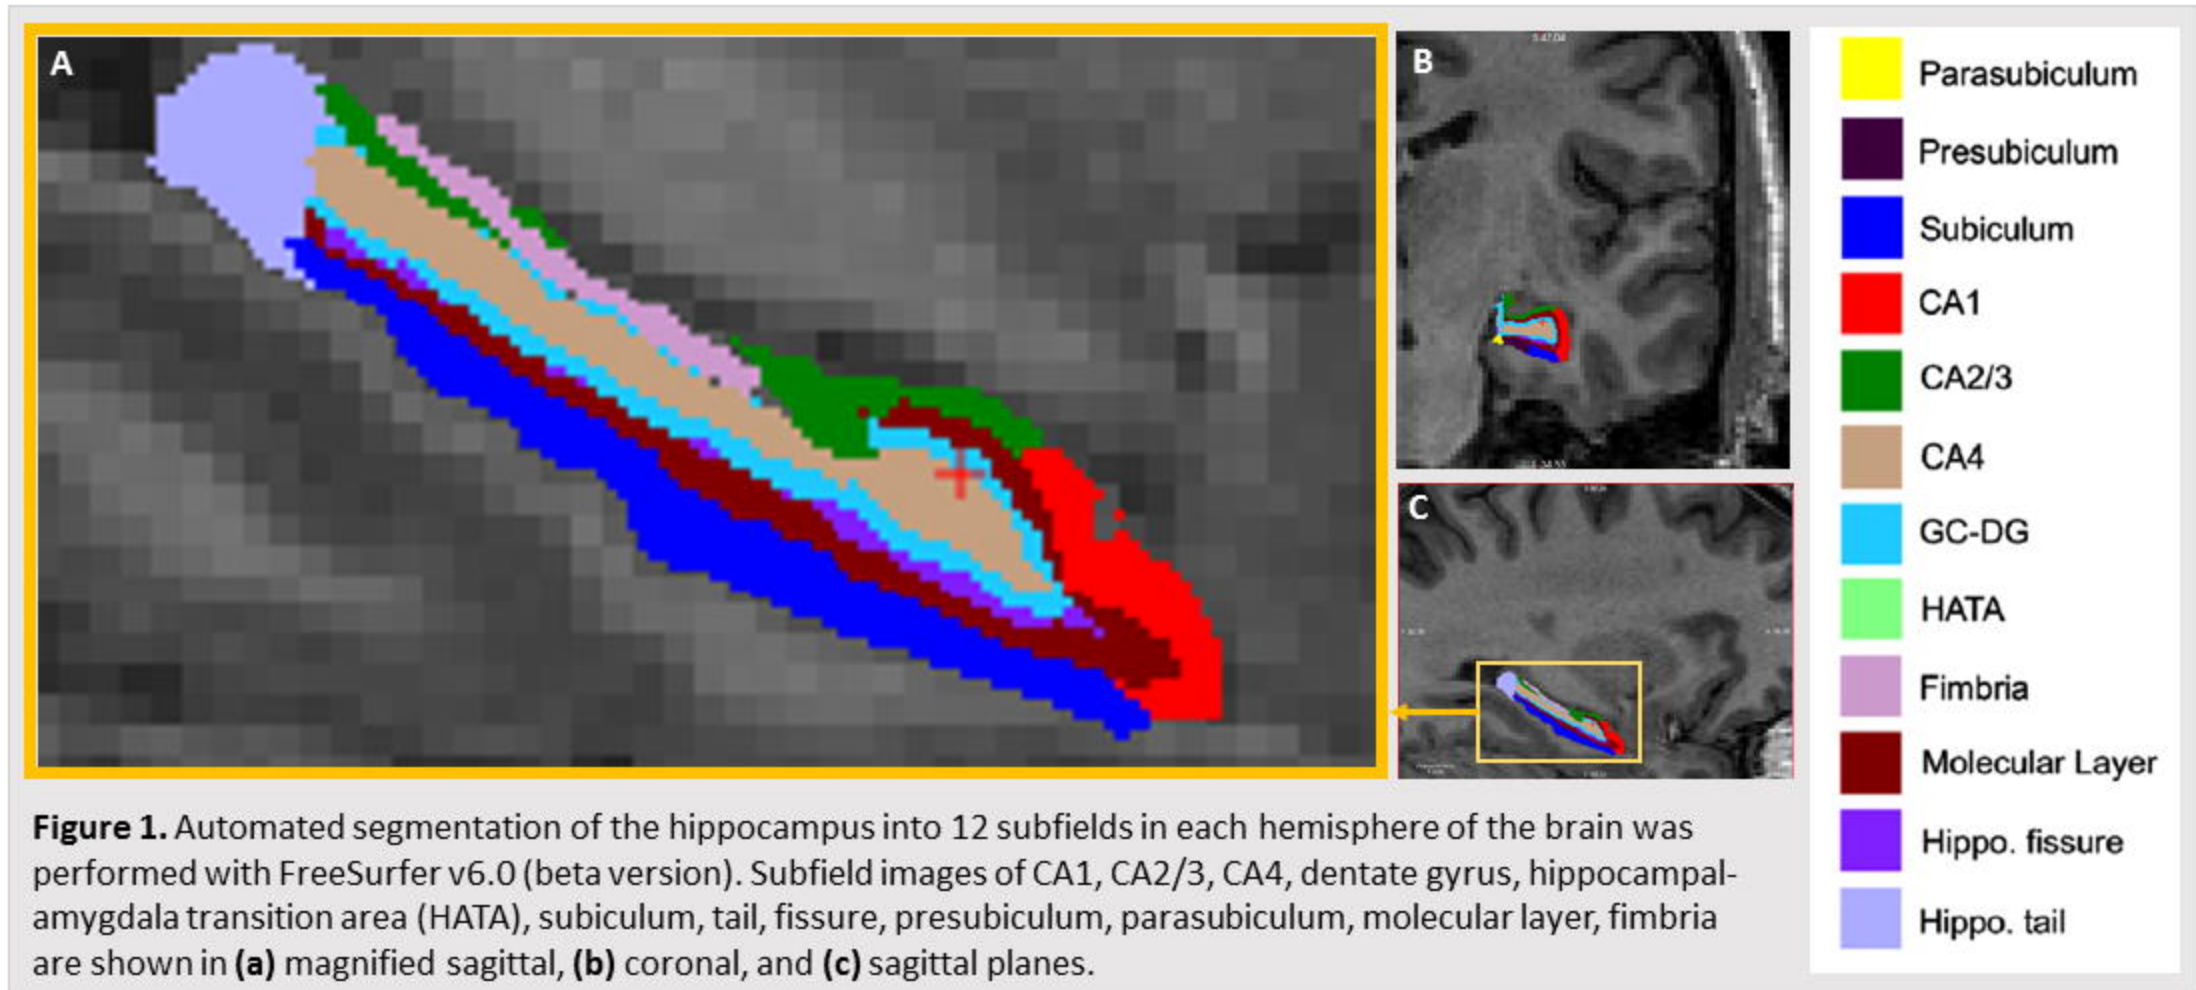 A
B
C
Parasubiculum
Presubiculum
Subiculum
CA1
CA2/3
CA4
GC-DG
HATA
Fimbria
Molecular Layer
Hippo. fissure
Hippo. tail
Figure 1. Automated segmentation of the hippocampus into 12 subfields in each hemisphere of the brain was
performed with FreeSurfer v6.0 (beta version). Subfield images of CA1, CA2/3, CA4, dentate gyrus, hippocampal-
amygdala transition area (HATA), subiculum, tail, fissure, presubiculum, parasubiculum, molecular layer, fimbria
are shown in (a) magnified sagittal, (b) coronal, and (c) sagittal planes.